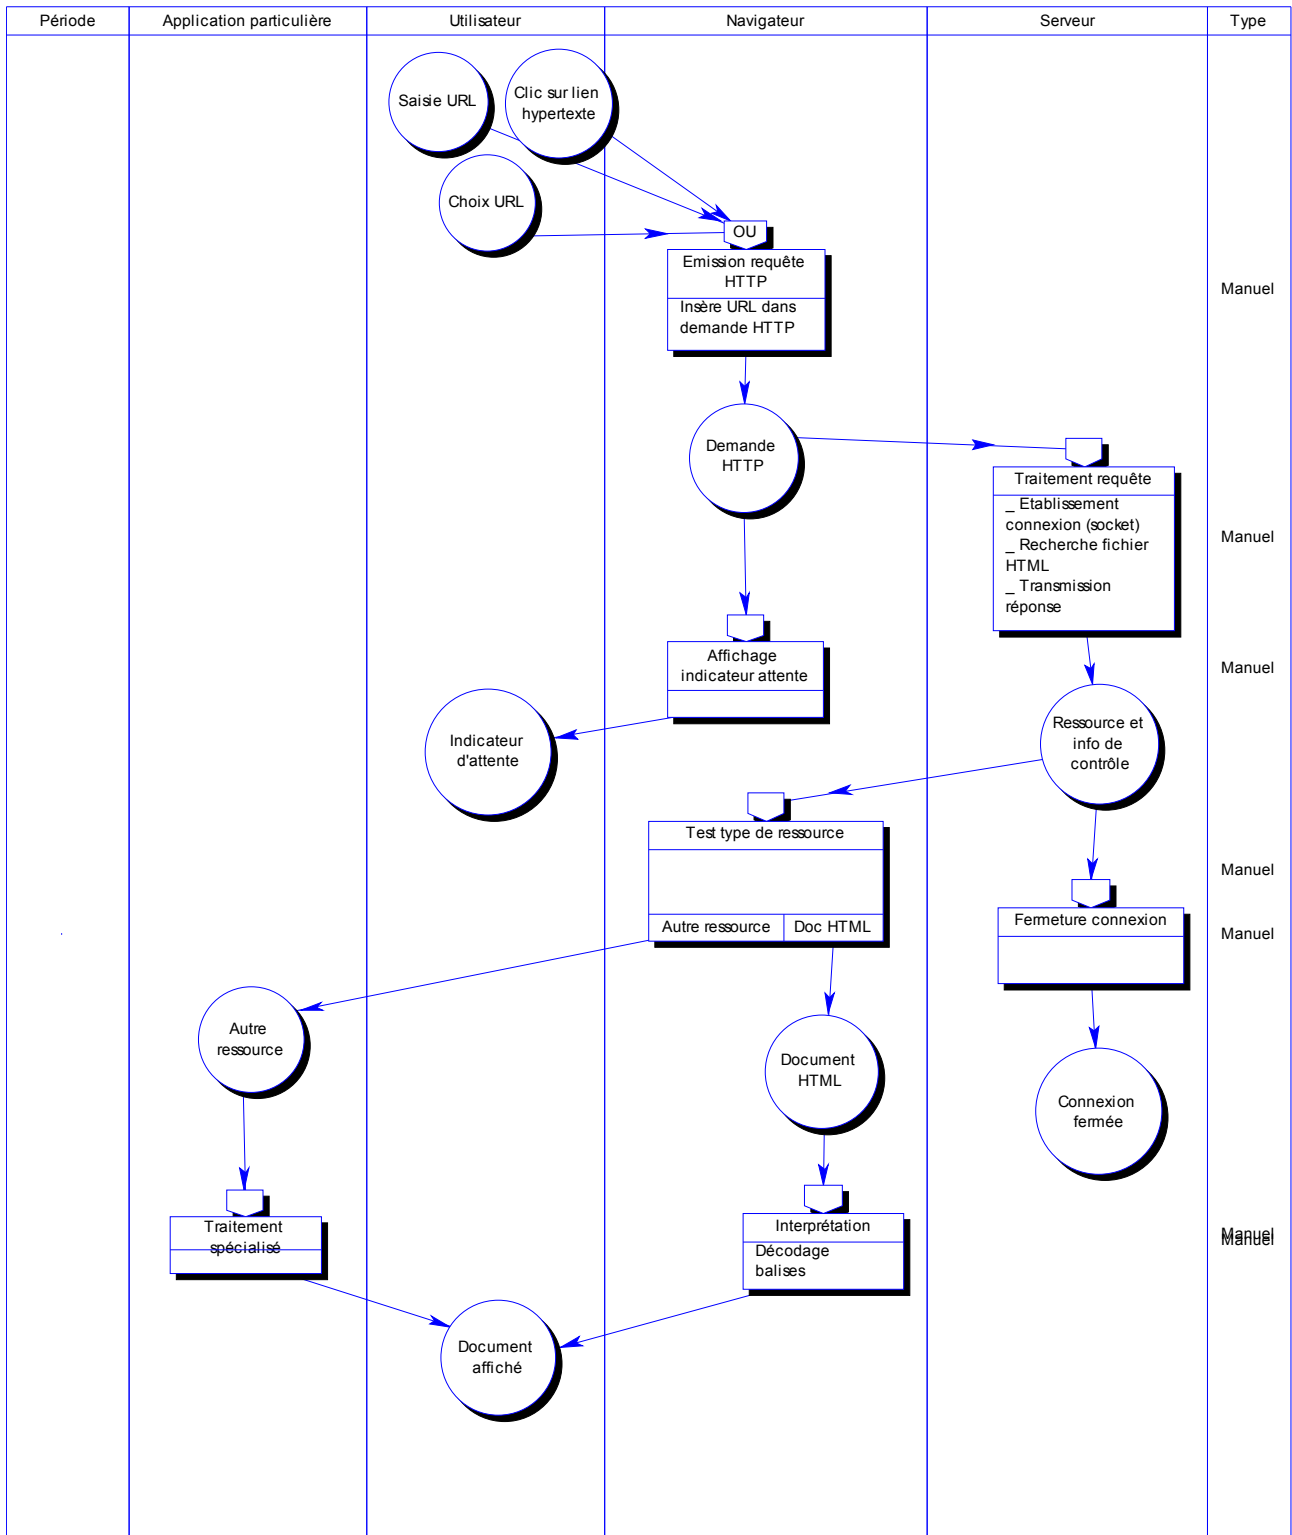 Période
Application particulière
Utilisateur
Navigateur
Serveur
Type
Saisie URL
Clic sur lien
hypertexte
Choix URL
OU
Emission requête
HTTP
Insère URL dans
demande HTTP
Manuel
Demande
HTTP
Traitement requête
_ Etablissement
connexion (socket)
_ Recherche fichier
HTML
_ Transmission
réponse
Manuel
Affichage
indicateur attente
Manuel
Indicateur
d'attente
Ressource et
info de
contrôle
Test type de ressource
Autre ressource
Doc HTML
Manuel
Fermeture connexion
Manuel
Autre
ressource
Document
HTML
Connexion
fermée
Traitement
spécialisé
Interprétation
Décodage
balises
Manuel
Manuel
Document
affiché